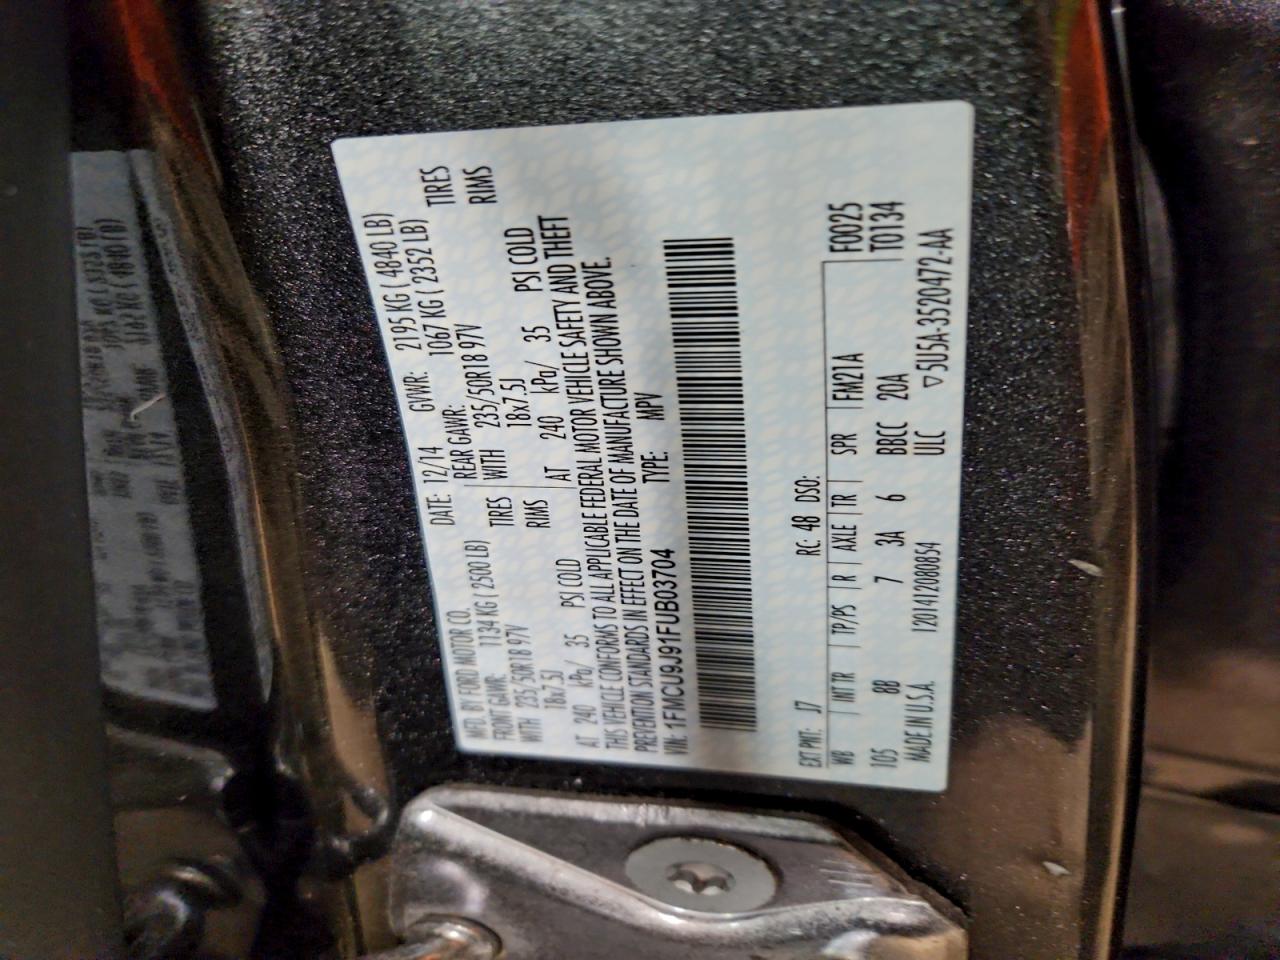 MFD. BY FORD MOTOR CO. DATE: 12/14 GVWR: 2195 KG ( 4840 LB)
FRONT GAWR: 1134 KG ( 2500 LB) REAR GAWR: 1067 KG ( 2352 LB)
WITH 235/50R18 97V TIRES WITH 235/50R18 97V TIRES
18x7.5J RIMS 18x7.5J RIMS
AT 240 kPa/ 35 PSI COLD AT 240 kPa/ 35 PSI COLD
THIS VEHICLE CONFORMS TO ALL APPLICABLE FEDERAL MOTOR VEHICLE SAFETY AND THEFT
PREVENTION STANDARDS IN EFFECT ON THE DATE OF MANUFACTURE SHOWN ABOVE.
VIN: 1FMCU9J91FUB03704 TYPE: MPV
EXT PNT: J7 RC: 48 DSO:
WB INT TR TP/PS R AXLE TR SPR FM21A F0025
105 8B 7 3A 6 BBCC 20A T0134
MADE IN U.S.A. 120141208O854 ULC ▽5U5A-3520472-AA